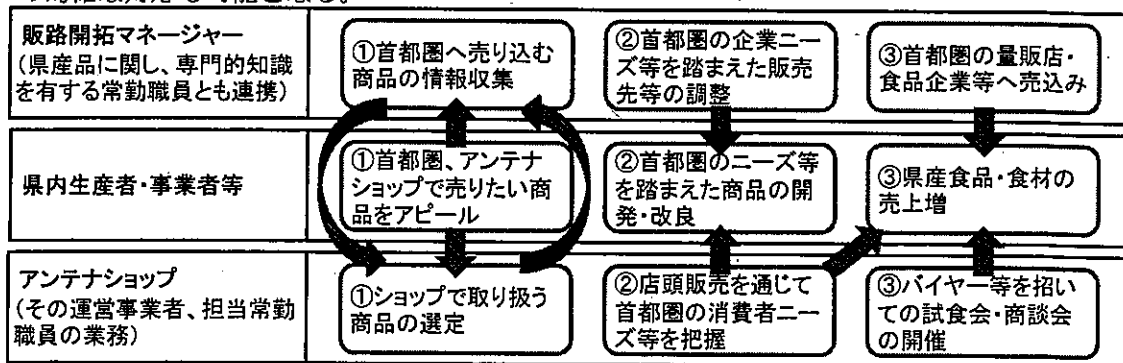 販路開拓マネージャー
(県産品に関し、専門的知識
を有する常勤職員とも連携)
①首都圏へ売り込む
商品の情報収集
②首都圏の企業ニー
ズ等を踏まえた販売
先等の調整
③首都圏の量販店・
食品企業等へ売込み
県内生産者・事業者等
①首都圏、アンテナ
ショップで売りたい商
品をアピール
②首都圏のニーズ等
を踏まえた商品の開
発・改良
③県産食品・食材の
売上増
アンテナショップ
(その運営事業者、担当常勤
職員の業務)
①ショップで取り扱う
商品の選定
②店頭販売を通じて
首都圏の消費者ニー
ズ等を把握
③バイヤー等を招い
ての試食会・商談会
の開催